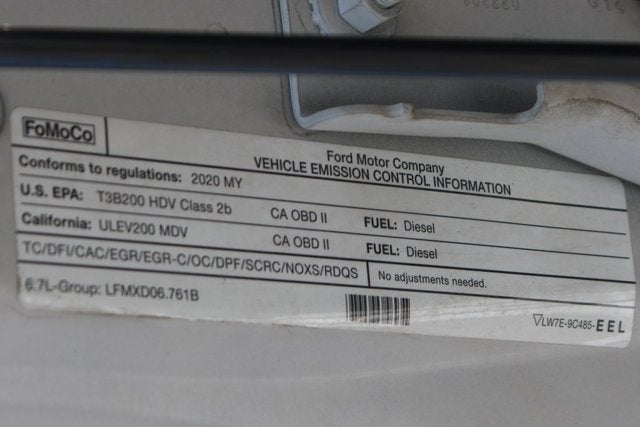 FoMoCo
Ford Motor Company
VEHICLE EMISSION CONTROL INFORMATION
Conforms to regulations: 2020 MY
U.S. EPA: T3B200 HDV Class 2b CA OBD II FUEL: Diesel
California: ULEV200 MDV CA OBD II FUEL: Diesel
TC/DFI/CAC/EGR/EGR-C/OC/DPF/SCRC/NOXS/RDQS No adjustments needed.
6.7L-Group: LFMXD06.761B
LW7E-9C485-EEL